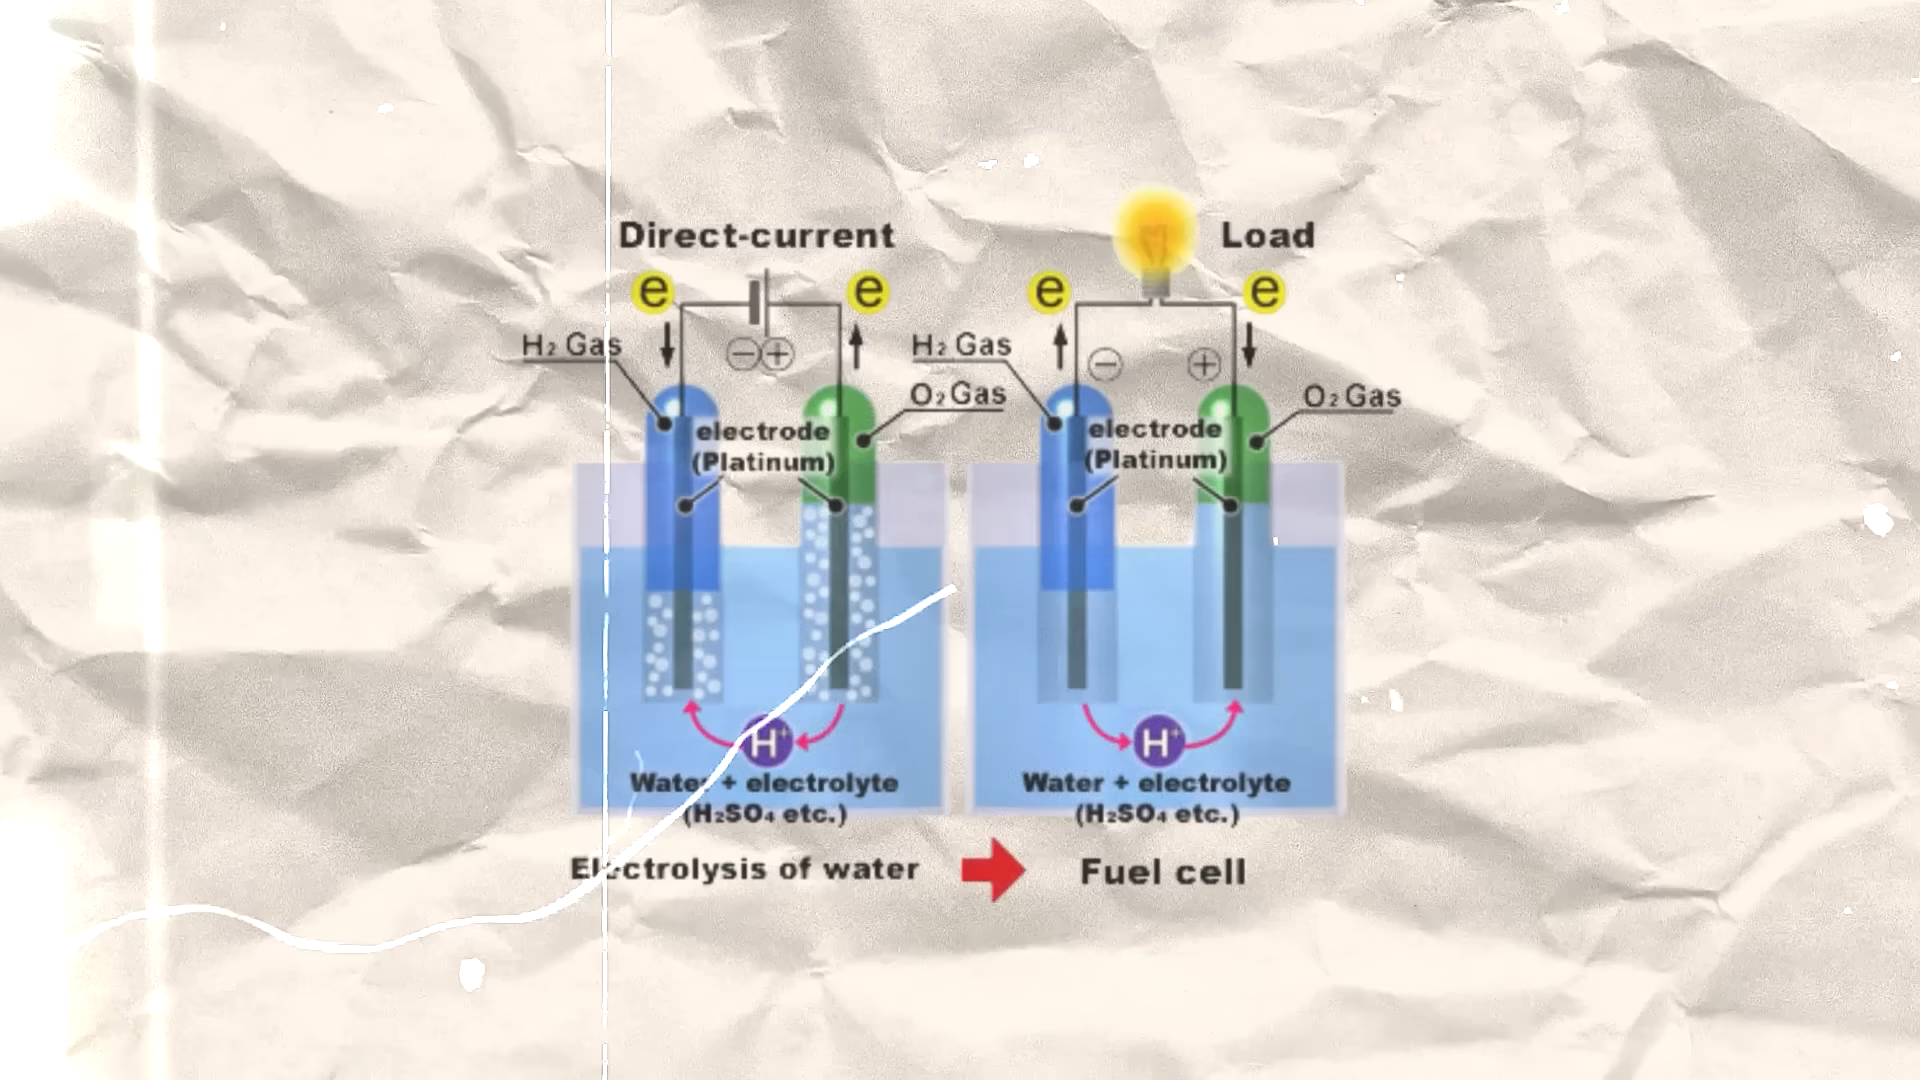 Direct-current
e
e
H₂ Gas
⊖⊕
O₂ Gas
electrode
(Platinum)
H⁺
Water + electrolyte
(H₂SO₄ etc.)
Electrolysis of water
Load
e
e
H₂ Gas
⊖
⊕
O₂ Gas
electrode
(Platinum)
H⁺
Water + electrolyte
(H₂SO₄ etc.)
Fuel cell